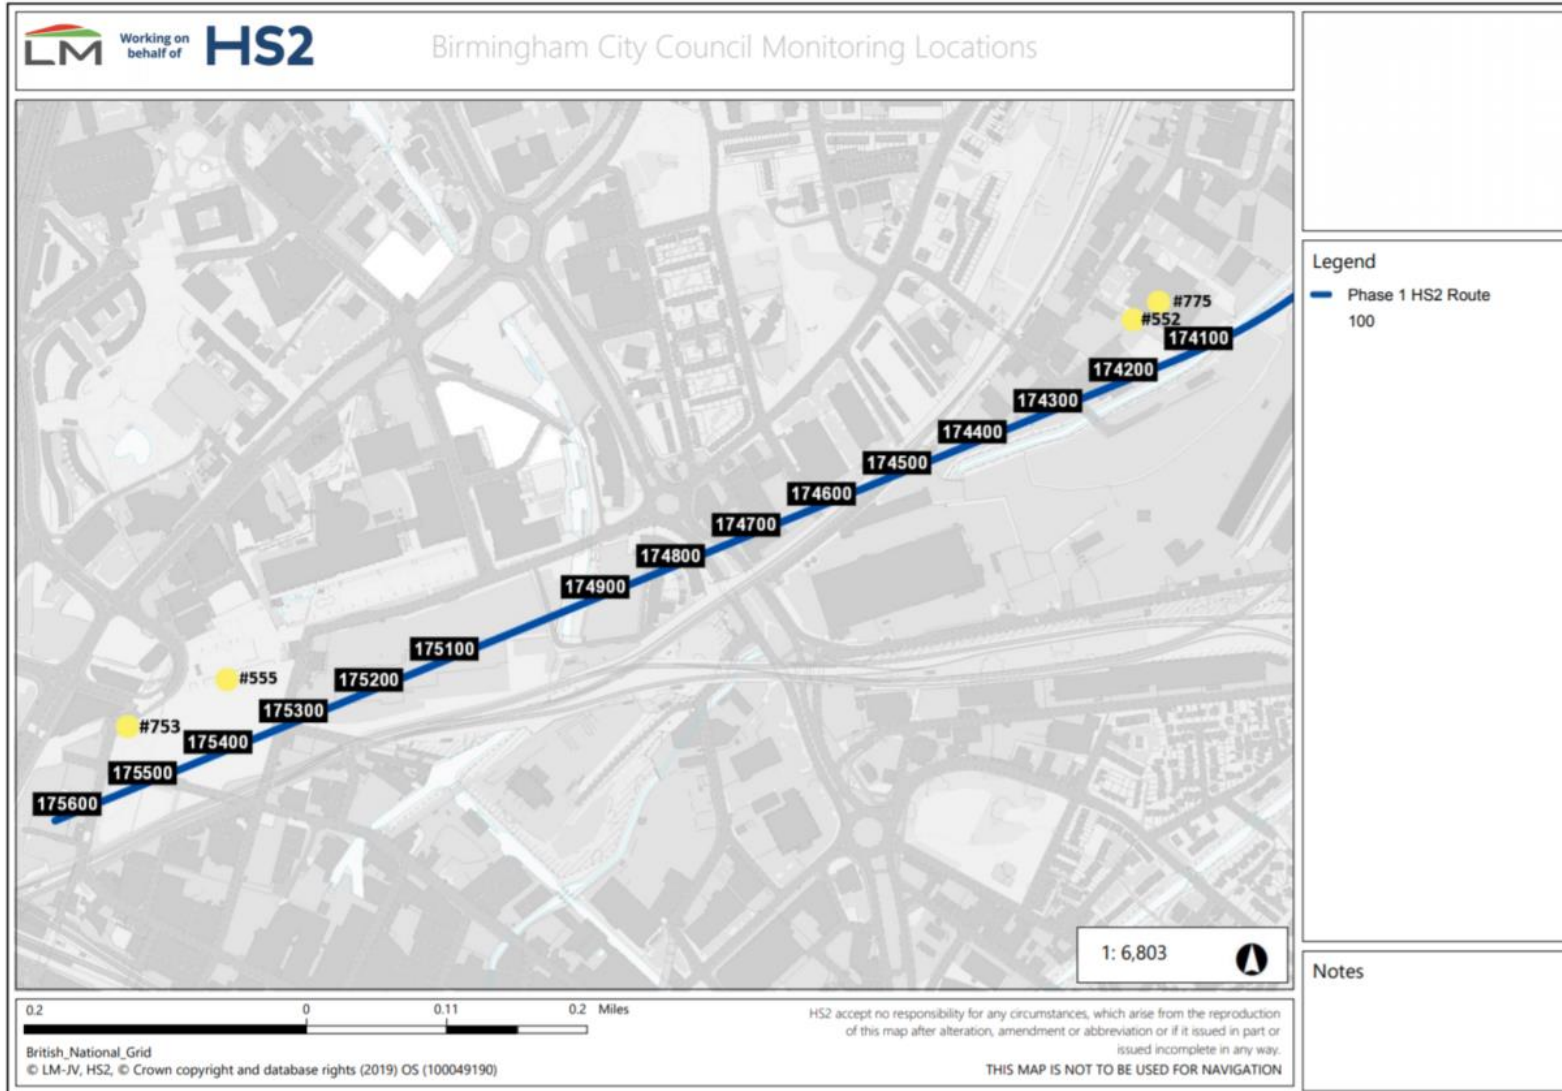 LM
Working on
behalf of
HS2
Birmingham City Council Monitoring Locations
#775
#552
174100
174200
174300
174400
174500
174600
174700
174800
174900
175100
175200
#555
175300
#753
175400
175500
175600
1: 6,803
Legend
Phase 1 HS2 Route
100
Notes
0.2 0 0.11 0.2 Miles
British_National_Grid
© LM-JV, HS2, © Crown copyright and database rights (2019) OS (100049190)
HS2 accept no responsibility for any circumstances, which arise from the reproduction
of this map after alteration, amendment or abbreviation or if it issued in part or
issued incomplete in any way.
THIS MAP IS NOT TO BE USED FOR NAVIGATION